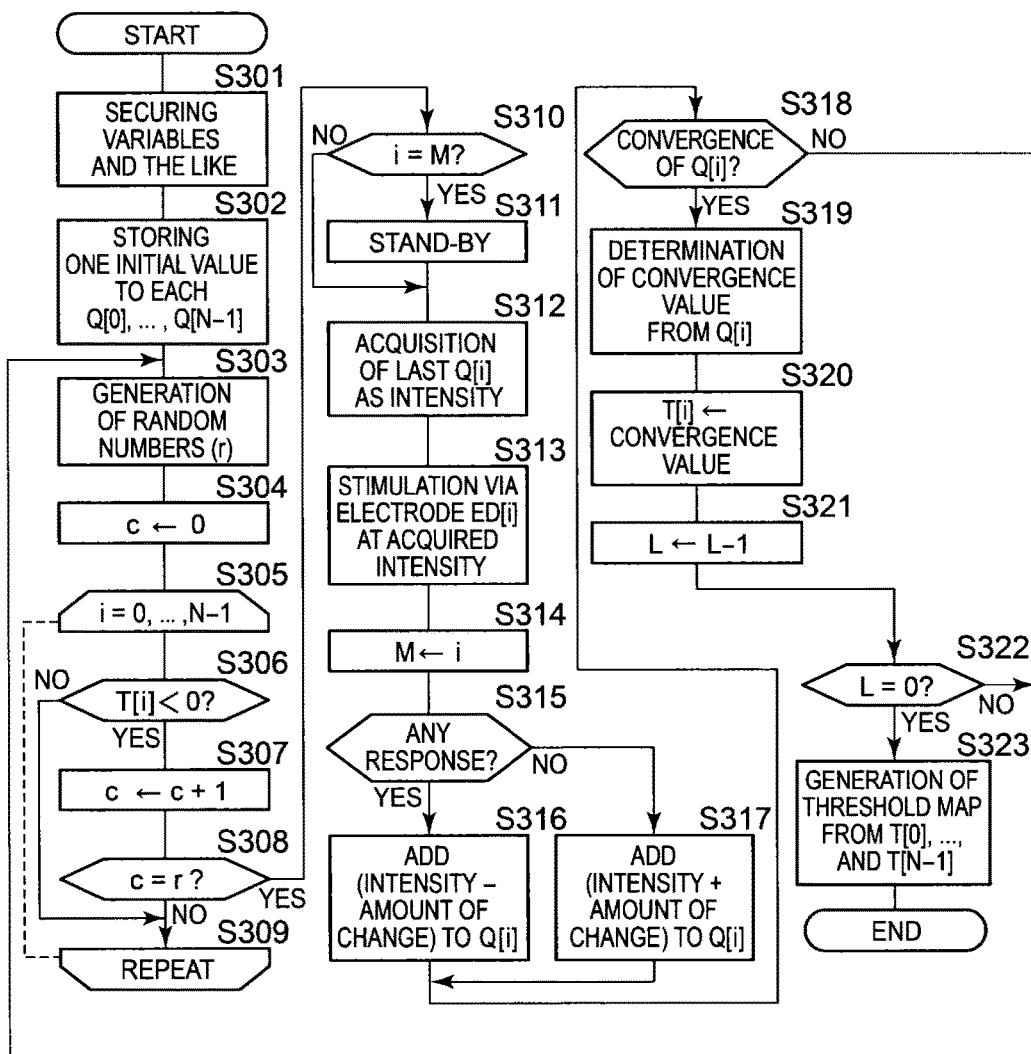 START
S301
SECURING
VARIABLES
AND THE LIKE
S302
STORING
ONE INITIAL VALUE
TO EACH
Q[0], ... , Q[N–1]
S303
GENERATION
OF RANDOM
NUMBERS (r)
S304
c ← 0
S305
i = 0, ... ,N–1
S306
NO
T[i] < 0?
YES
S307
c ← c + 1
S308
c = r ?
YES
NO
S309
REPEAT
S310
NO
i = M?
YES
S311
STAND-BY
S312
ACQUISITION
OF LAST Q[i]
AS INTENSITY
S313
STIMULATION VIA
ELECTRODE ED[i]
AT ACQUIRED
INTENSITY
S314
M ← i
S315
ANY
RESPONSE?
NO
YES
S316
ADD
(INTENSITY –
AMOUNT OF
CHANGE) TO Q[i]
S317
ADD
(INTENSITY +
AMOUNT OF
CHANGE) TO Q[i]
S318
CONVERGENCE
OF Q[i]?
NO
YES
S319
DETERMINATION
OF CONVERGENCE
VALUE
FROM Q[i]
S320
T[i] ←
CONVERGENCE
VALUE
S321
L ← L–1
S322
L = 0?
NO
YES
S323
GENERATION OF
THRESHOLD MAP
FROM T[0], ...,
AND T[N–1]
END